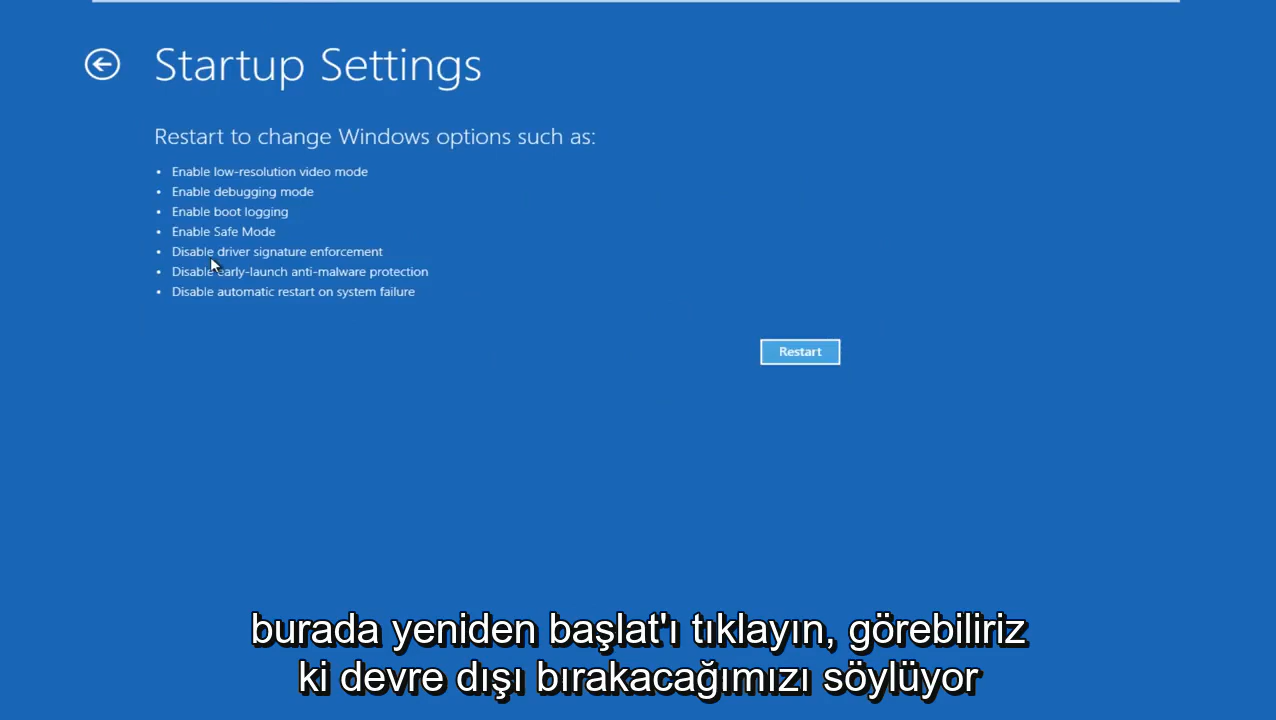 Startup Settings
Restart to change Windows options such as:
• Enable low-resolution video mode
• Enable debugging mode
• Enable boot logging
• Enable Safe Mode
• Disable driver signature enforcement
• Disable early-launch anti-malware protection
• Disable automatic restart on system failure
Restart
burada yeniden başlat'ı tıklayın, görebiliriz
ki devre dışı bırakacağımızı söylüyor